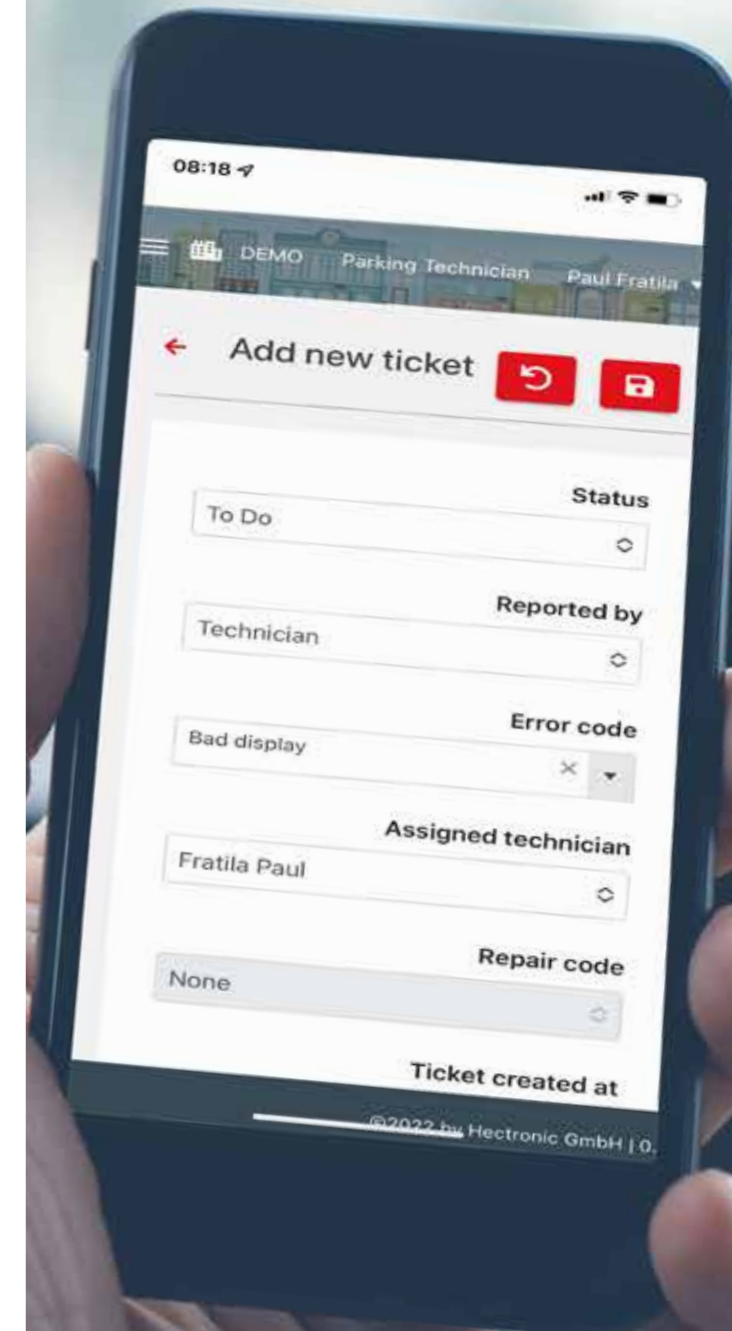 08:18
DEMO Parking Technician Paul Fratila
Add new ticket
Status
To Do
Reported by
Technician
Error code
Bad display
Assigned technician
Fratila Paul
Repair code
None
Ticket created at
©2022 by Hectronic GmbH | 0.